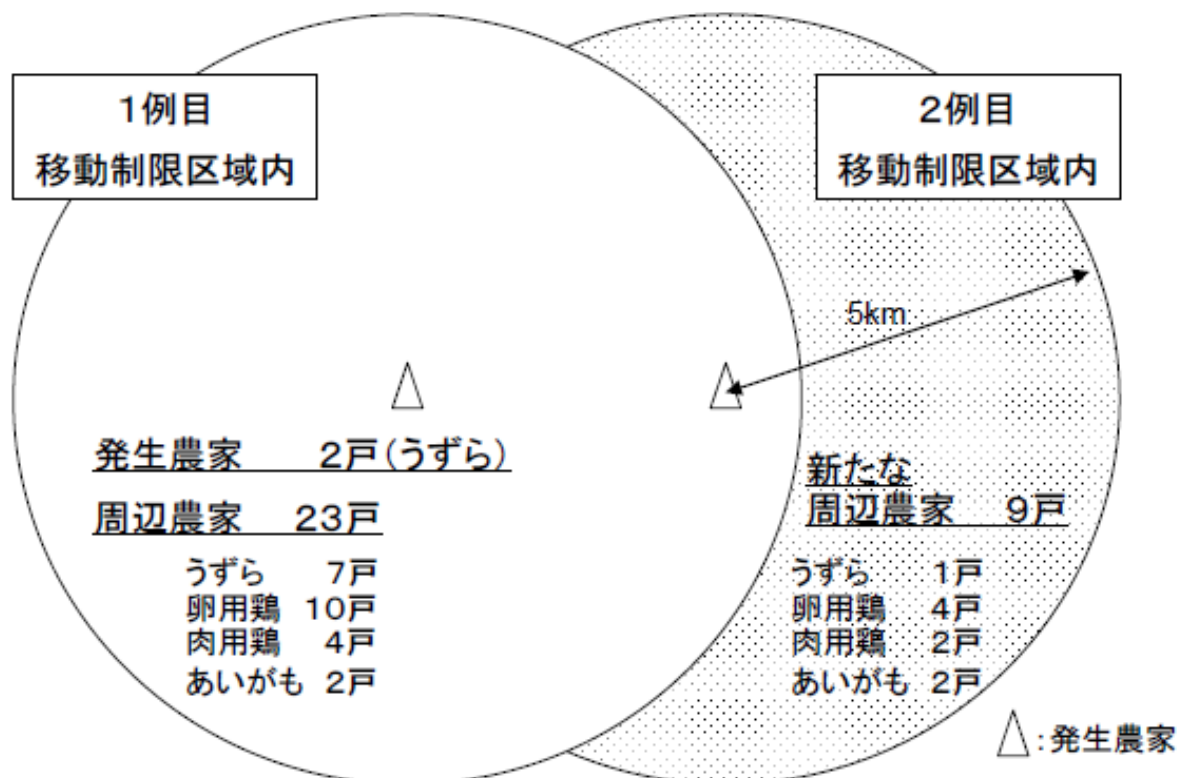 1例目
移動制限区域内
2例目
移動制限区域内
5km
発生農家 2戸(うずら)
周辺農家 23戸
うずら 7戸
卵用鶏 10戸
肉用鶏 4戸
あいがも 2戸
新たな
周辺農家 9戸
うずら 1戸
卵用鶏 4戸
肉用鶏 2戸
あいがも 2戸
△:発生農家